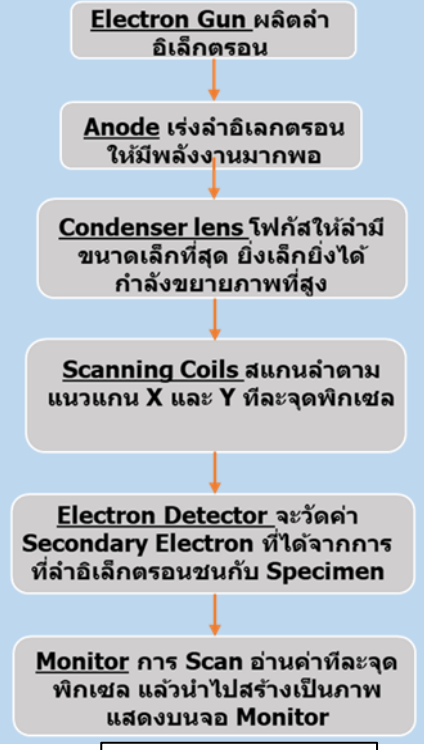 Electron Gun ผลิตลำ
อิเล็กตรอน
Anode เร่งลำอิเลกตรอน
ให้มีพลังงานมากพอ
Condenser lens โฟกัสให้ลำมี
ขนาดเล็กที่สุด ยิ่งเล็กยิ่งได้
กำลังขยายภาพที่สูง
Scanning Coils สแกนลำตาม
แนวแกน X และ Y ทีละจุดพิกเซล
Electron Detector จะวัดค่า
Secondary Electron ที่ได้จากการ
ที่ลำอิเล็กตรอนชนกับ Specimen
Monitor การ Scan อ่านค่าทีละจุด
พิกเซล แล้วนำไปสร้างเป็นภาพ
แสดงบนจอ Monitor